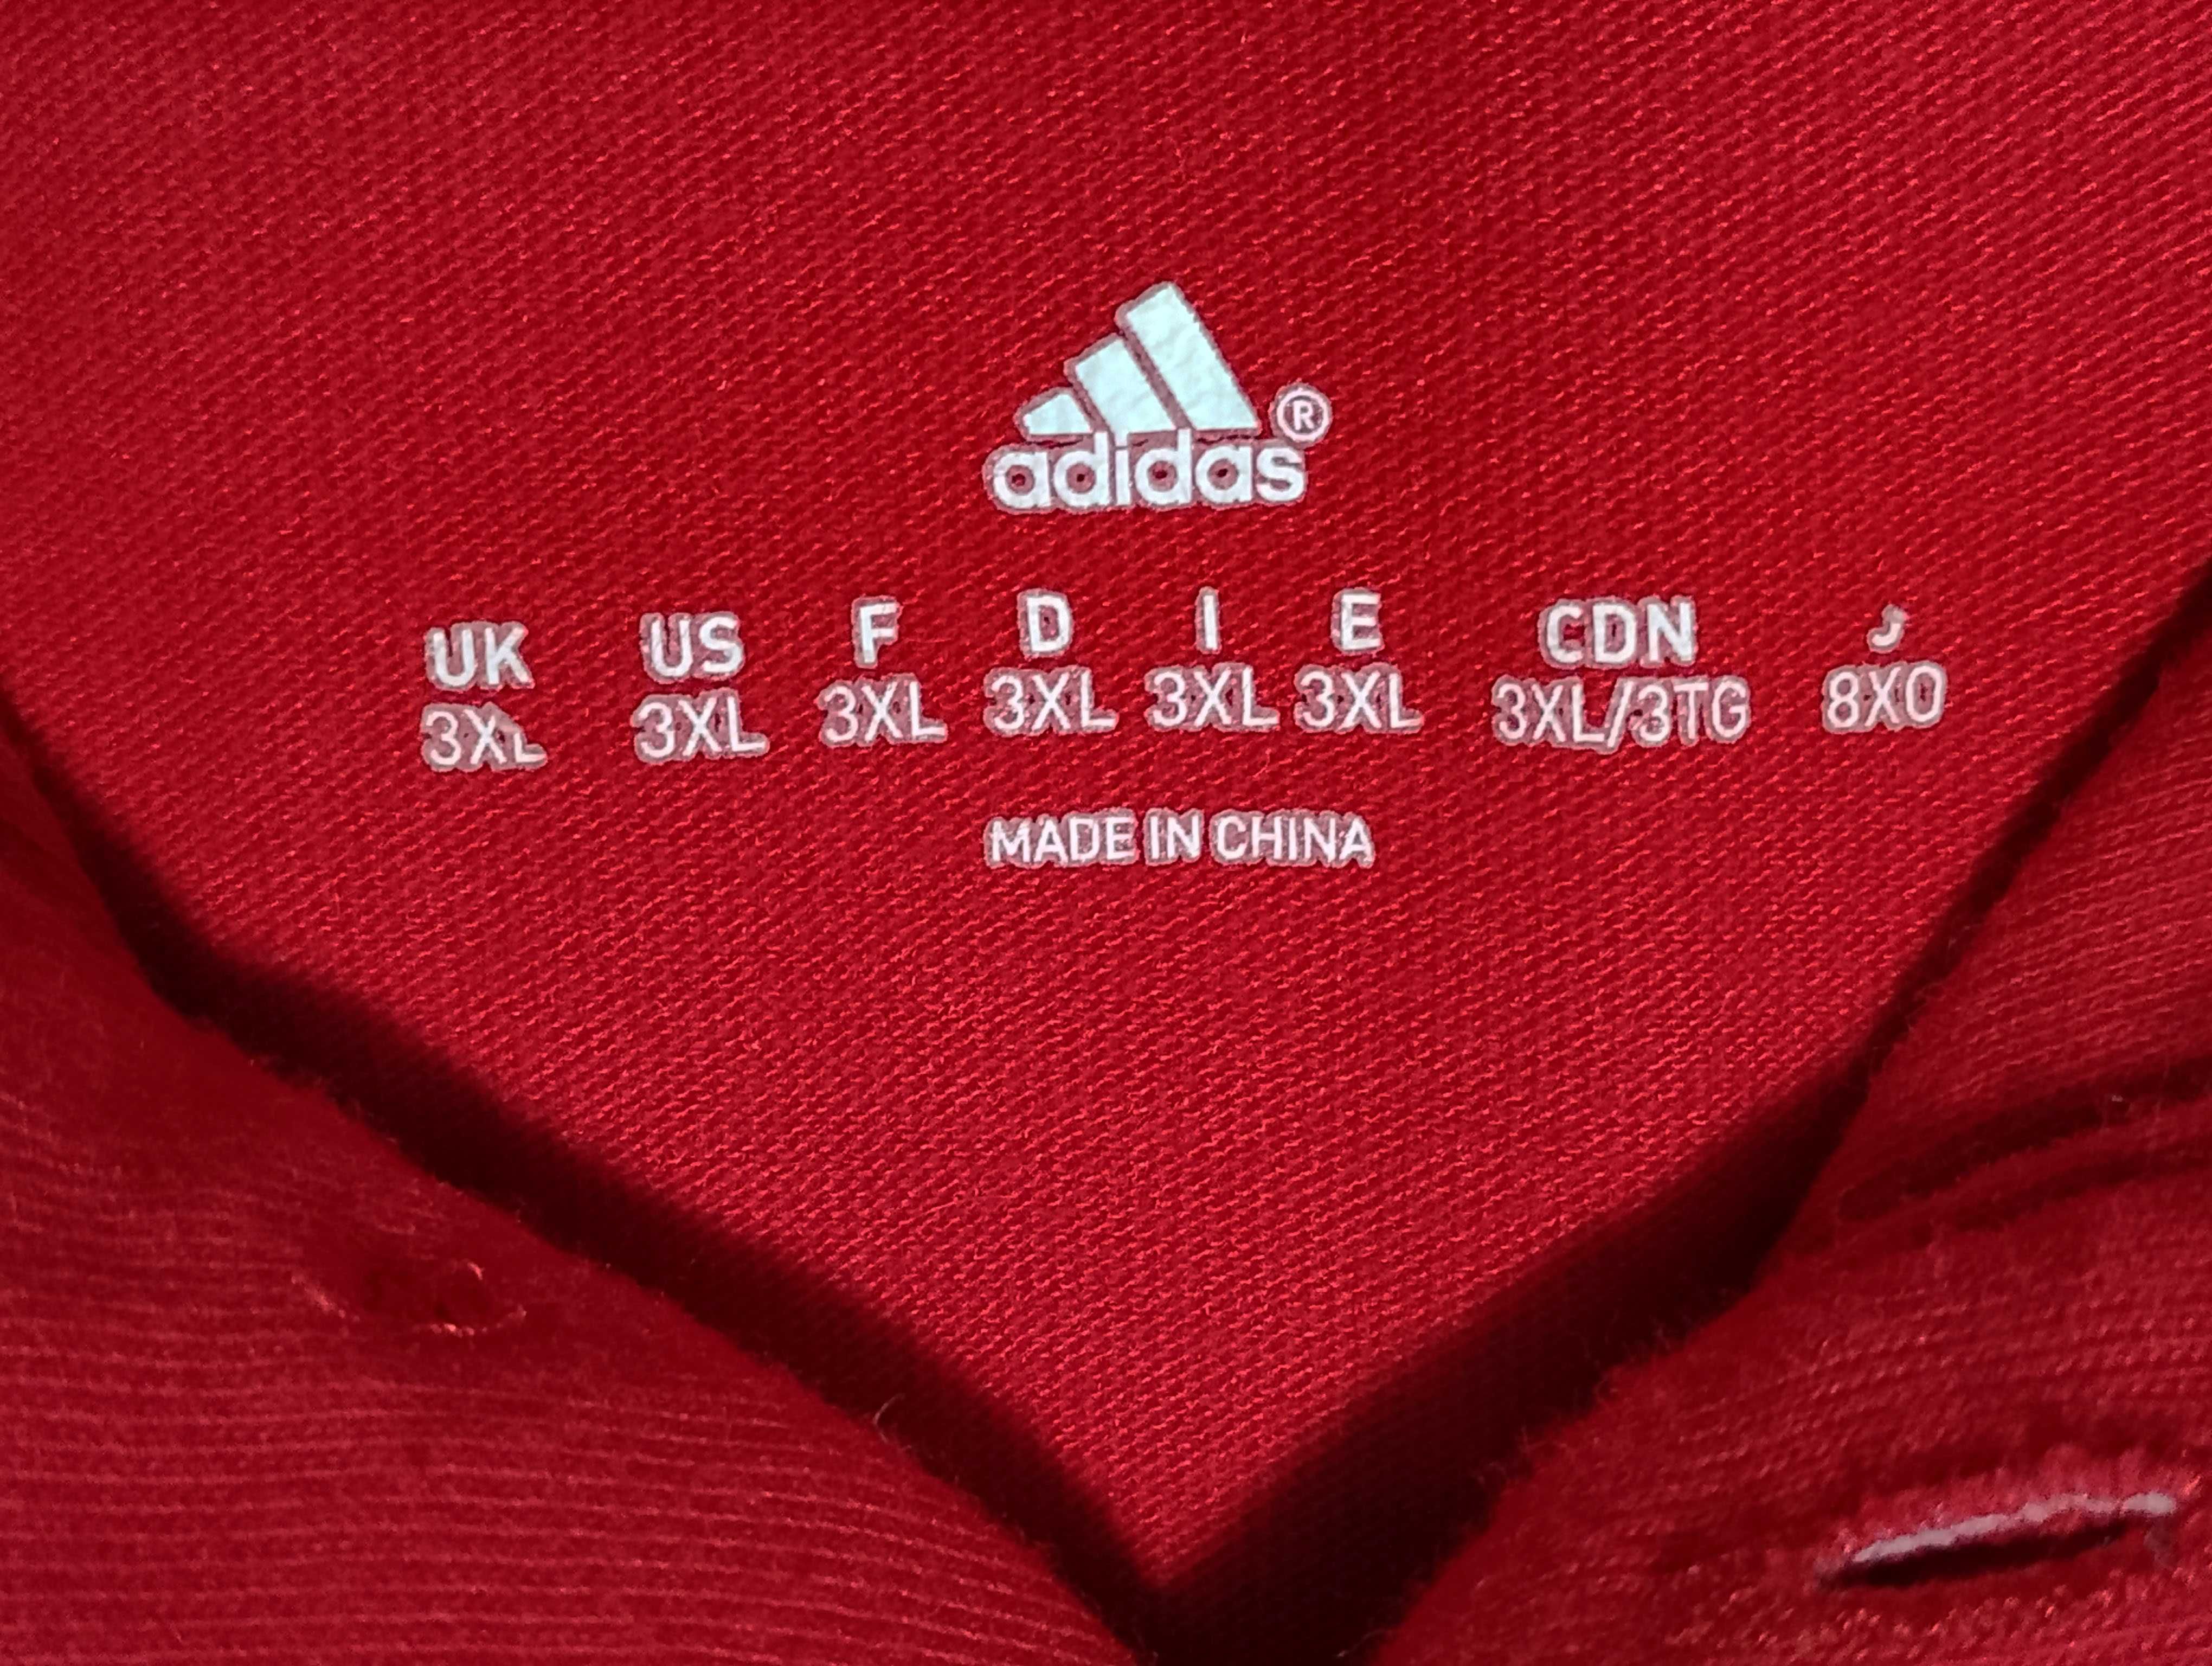 adidas®
UK US F D I E CDN J
3XL 3XL 3XL 3XL 3XL 3XL 3XL/3TG 8XO
MADE IN CHINA